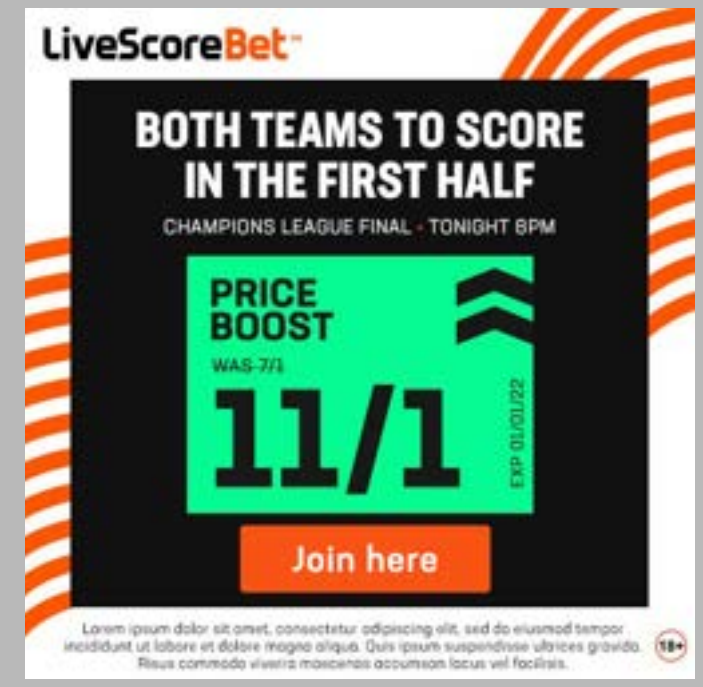 LiveScoreBet™
BOTH TEAMS TO SCORE
IN THE FIRST HALF
CHAMPIONS LEAGUE FINAL • TONIGHT 8PM
PRICE
BOOST
WAS 7/1
11/1
EXP 01/01/22
Join here
Lorem ipsum dolor sit amet, consectetur adipiscing elit, sed do eiusmod tempor
incididunt ut labore et dolore magna aliqua. Quis ipsum suspendisse ultrices gravida.
Risus commodo viverra maecenas accumsan lacus vel facilisis.
18+